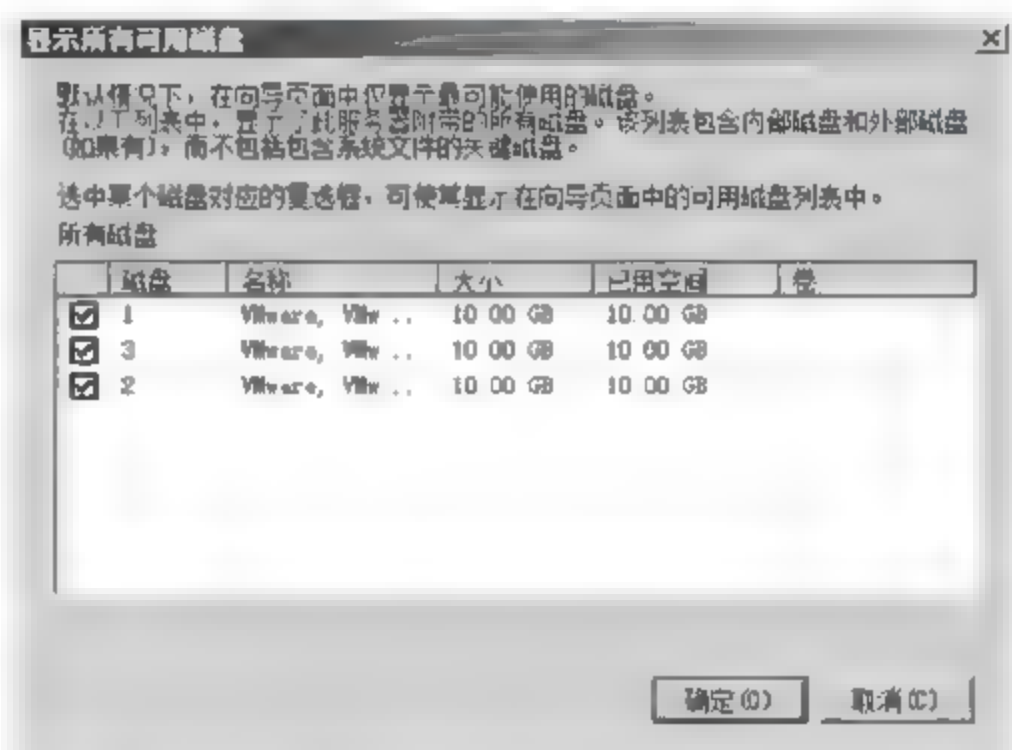 显示所有可用磁盘
默认情况下，在向导页面中仅显示最可能使用的磁盘。
在以下列表中，显示了此服务器附带的所有磁盘。该列表包含内部磁盘和外部磁盘
(如果有)，而不包括包含系统文件的关键磁盘。
选中某个磁盘对应的复选框，可使其显示在向导页面中的可用磁盘列表中。
所有磁盘
磁盘 名称 大小 已用空间 卷
1 VMware, VMw... 10.00 GB 10.00 GB
3 VMware, VMw... 10.00 GB 10.00 GB
2 VMware, VMw... 10.00 GB 10.00 GB
确定(O) 取消(C)